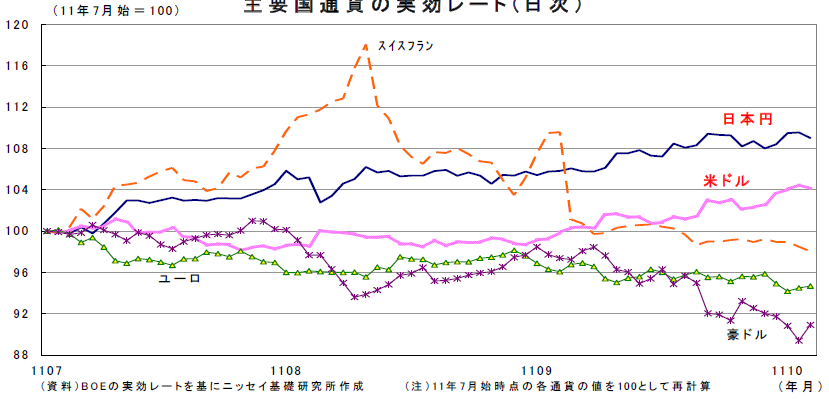 主要国通貨の実効レート(日次)
(11年7月始=100)
120
116
112
108
104
100
96
92
88
スイスフラン
日本円
米ドル
ユーロ
豪ドル
1107
1108
1109
1110
(年月)
(資料)BOEの実効レートを基にニッセイ基礎研究所作成
(注)11年7月始時点の各通貨の値を100として再計算